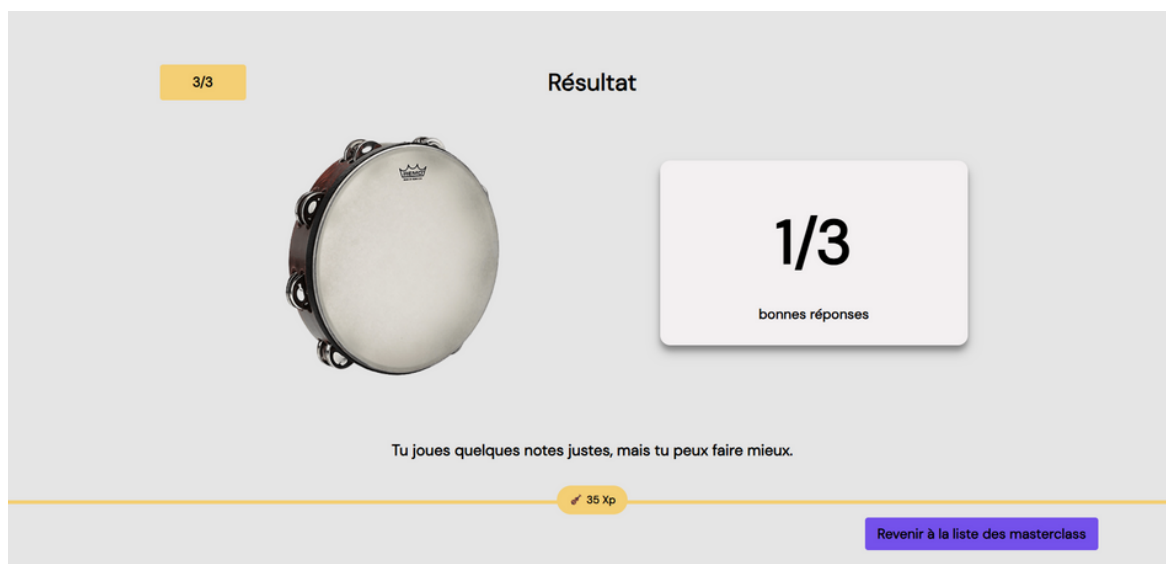 3/3
Résultat
REMO
1/3
bonnes réponses
Tu joues quelques notes justes, mais tu peux faire mieux.
35 Xp
Revenir à la liste des masterclass